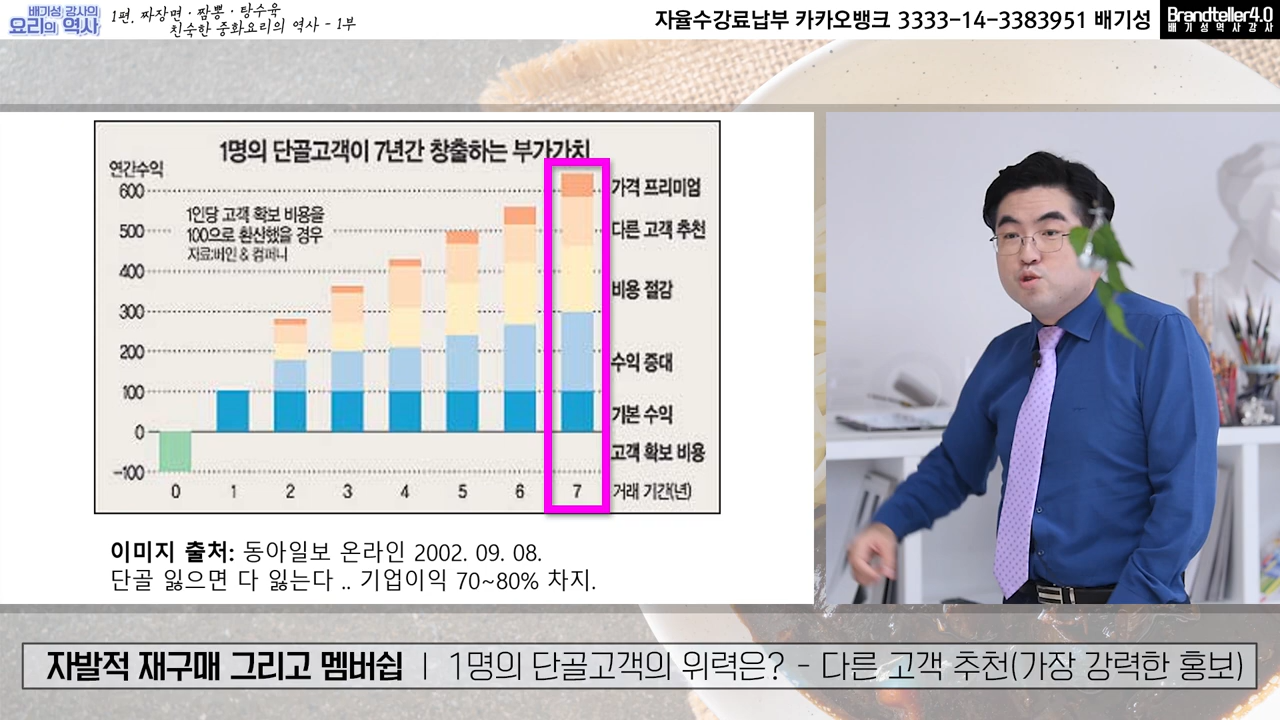 배기성 강사의
요리의 역사
1편. 짜장면·짬뽕·탕수육
친숙한 중화요리의 역사 - 1부
자율수강료납부 카카오뱅크 3333-14-3383951 배기성
Brandteller4.0
배기성역사강사
1명의 단골고객이 7년간 창출하는 부가가치
연간수익
600
500
400
300
200
100
0
-100
1인당 고객 확보 비용을
100으로 환산했을 경우
자료:베인 & 컴퍼니
가격 프리미엄
다른 고객 추천
비용 절감
수익 증대
기본 수익
고객 확보 비용
0 1 2 3 4 5 6 7 거래 기간(년)
이미지 출처: 동아일보 온라인 2002. 09. 08.
단골 잃으면 다 잃는다 .. 기업이익 70~80% 차지.
자발적 재구매 그리고 멤버쉽 | 1명의 단골고객의 위력은? - 다른 고객 추천(가장 강력한 홍보)